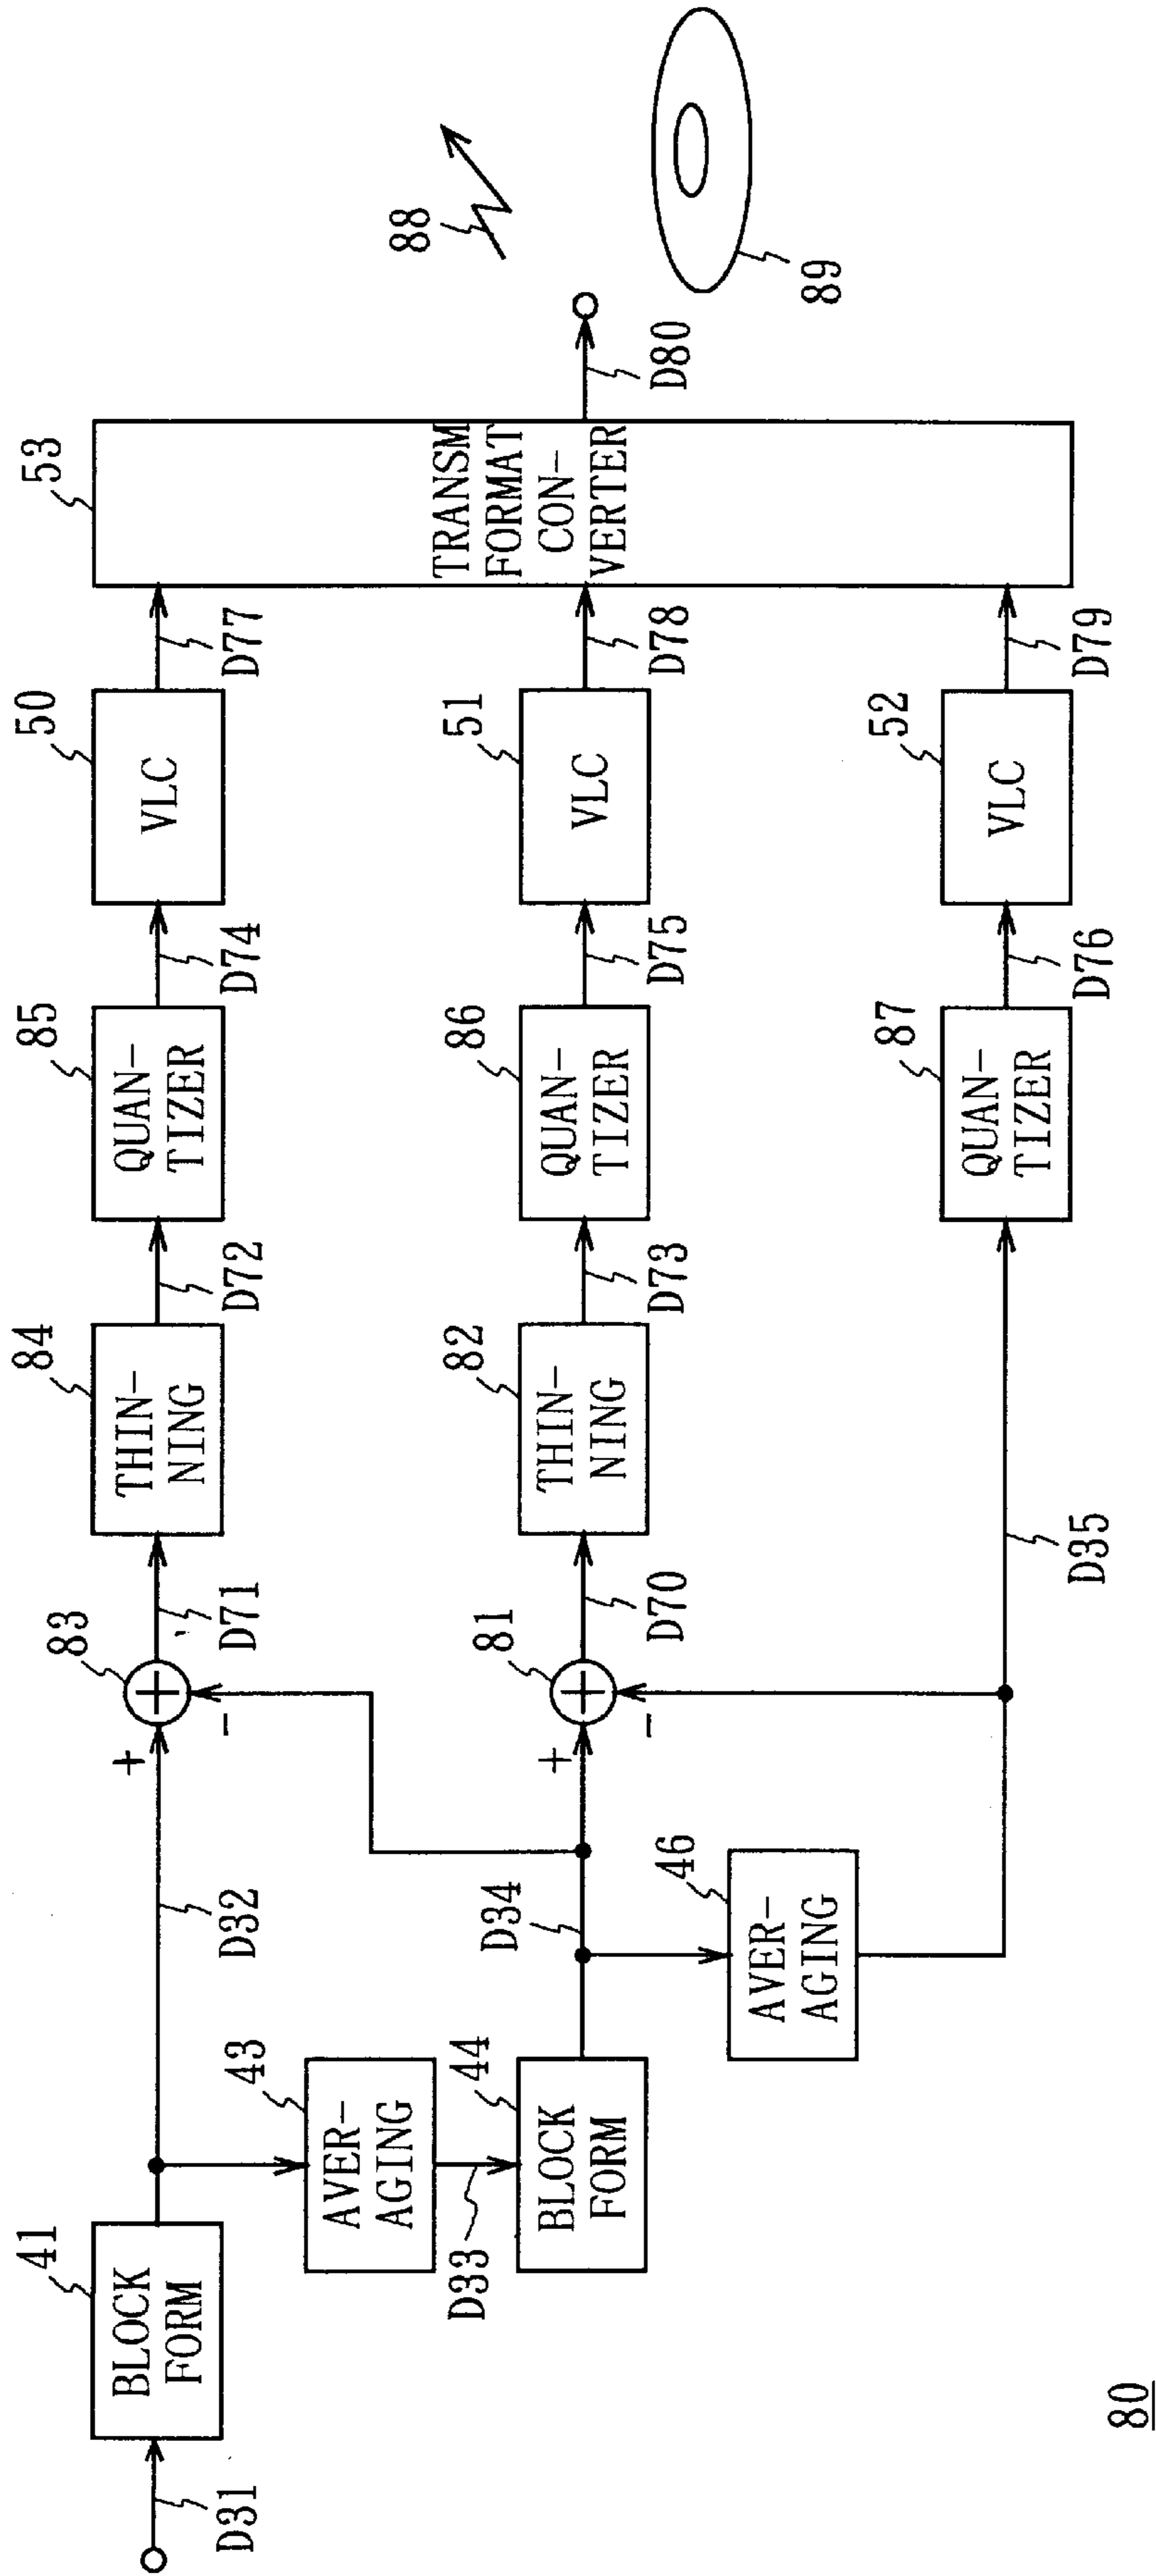 D31
41
BLOCK
FORM
D32
43
AVER-
AGING
D33
44
BLOCK
FORM
D34
46
AVER-
AGING
D35
+
-
83
D71
+
-
81
D70
84
THIN-
NING
D72
82
THIN-
NING
D73
85
QUAN-
TIZER
D74
86
QUAN-
TIZER
D75
87
QUAN-
TIZER
D76
50
VLC
D77
51
VLC
D78
52
VLC
D79
53
TRANSM
FORMAT
CON-
VERTER
D80
88
89
80